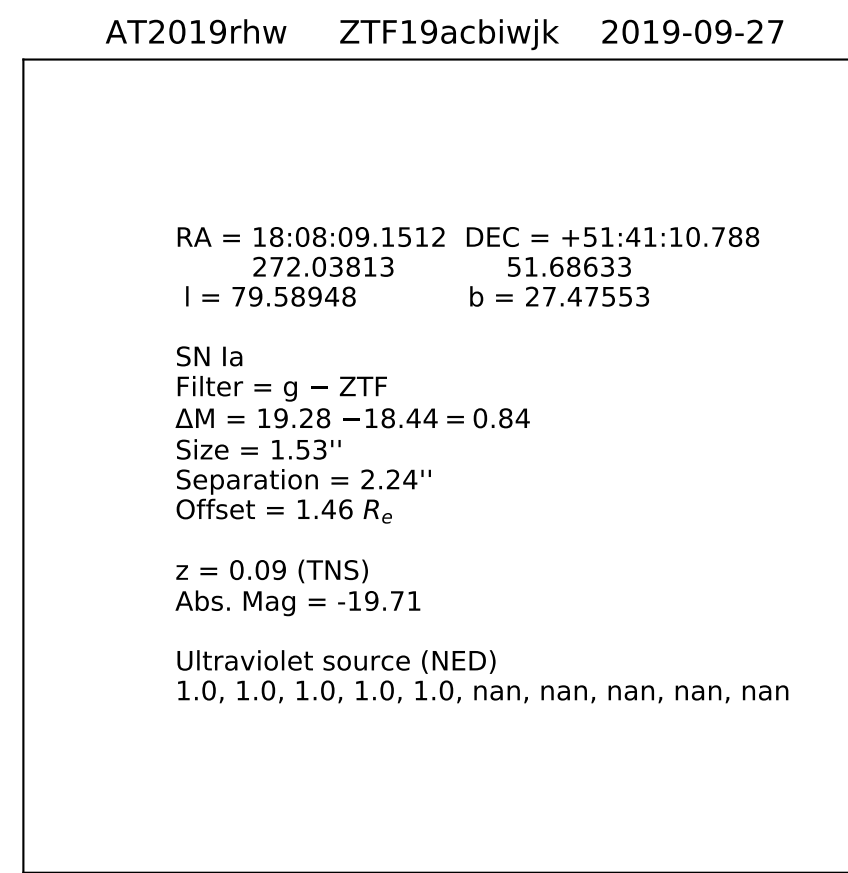 AT2019rhw ZTF19acbiwjk 2019-09-27
RA = 18:08:09.1512 DEC = +51:41:10.788
272.03813 51.68633
l = 79.58948 b = 27.47553
SN Ia
Filter = g − ZTF
ΔM = 19.28 −18.44 = 0.84
Size = 1.53''
Separation = 2.24''
Offset = 1.46 Re
z = 0.09 (TNS)
Abs. Mag = -19.71
Ultraviolet source (NED)
1.0, 1.0, 1.0, 1.0, 1.0, nan, nan, nan, nan, nan